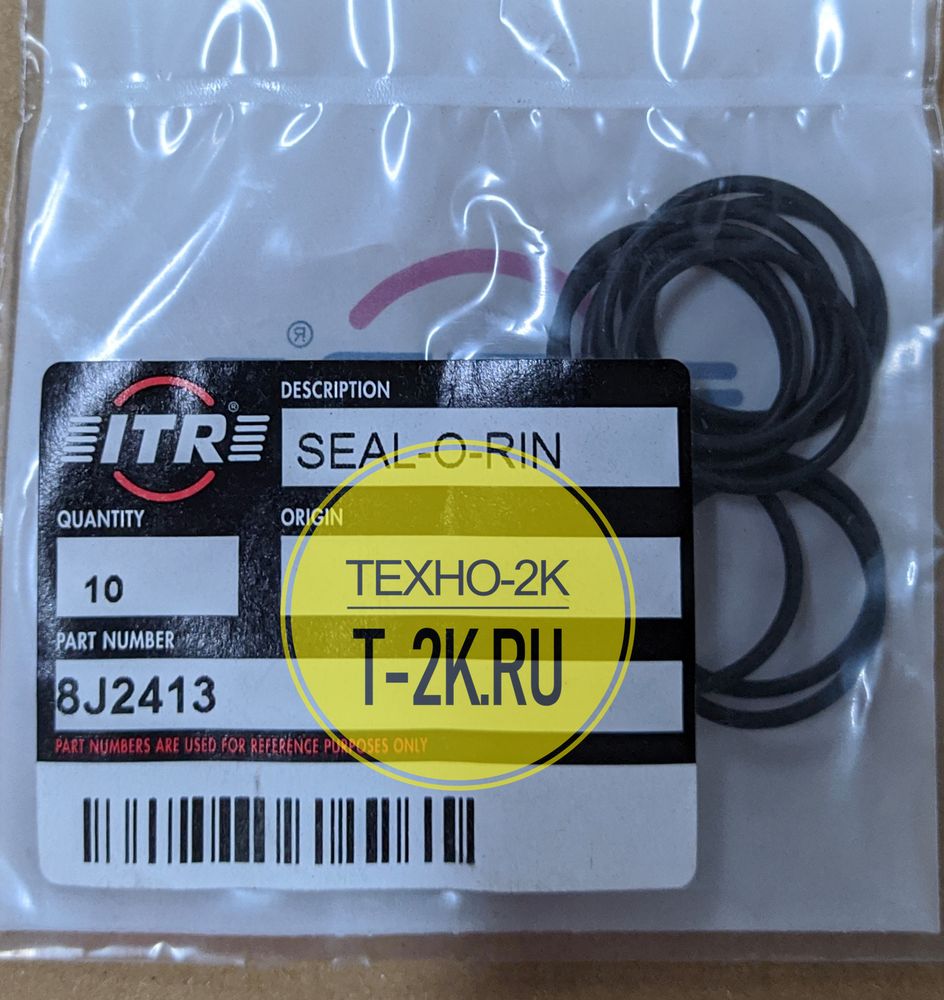 ®
ITR®
DESCRIPTION
SEAL-O-RIN
QUANTITY
ORIGIN
10
ТЕХНО-2К
T-2K.RU
PART NUMBER
8J2413
PART NUMBERS ARE USED FOR REFERENCE PURPOSES ONLY